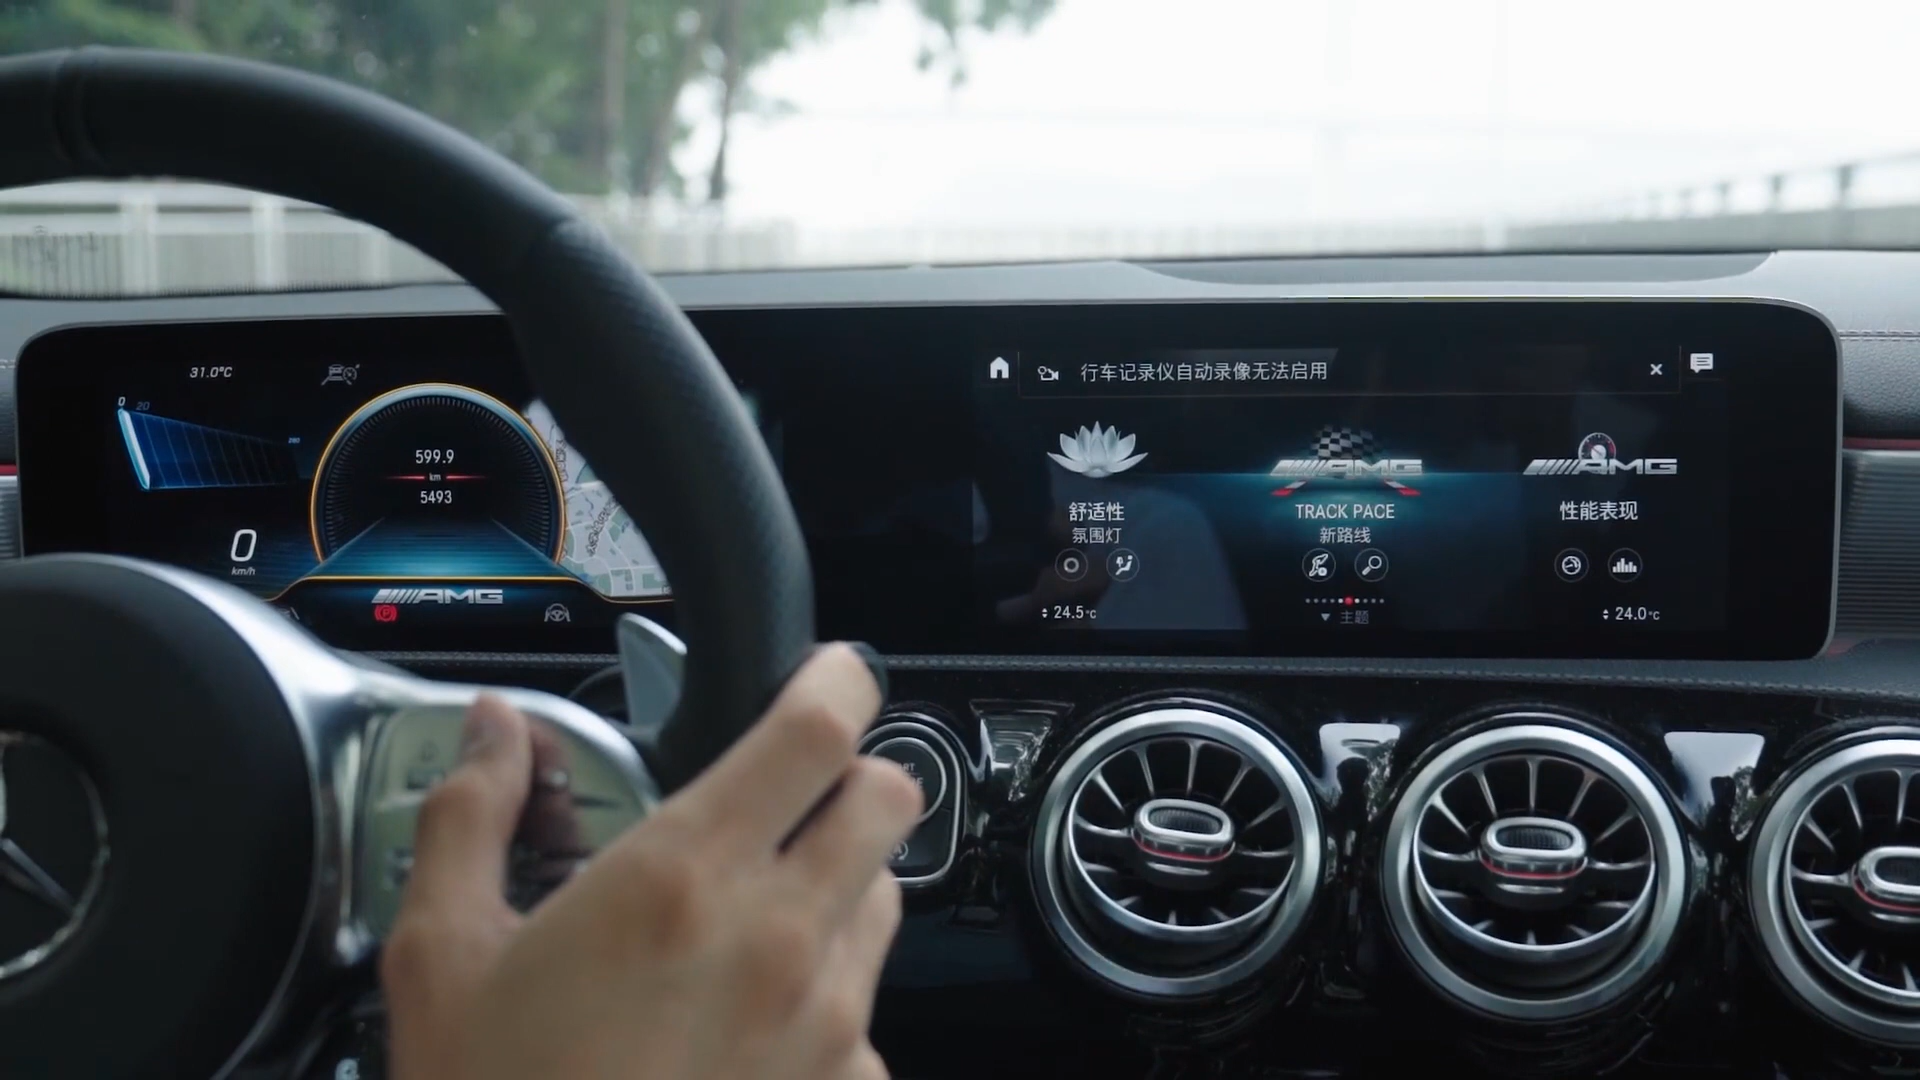 31.0°C
0 20
599.9
km
5493
0
km/h
AMG
行车记录仪自动录像无法启用
舒适性
氛围灯
AMG
TRACK PACE
新路线
AMG
性能表现
24.5°C
主题
24.0°C